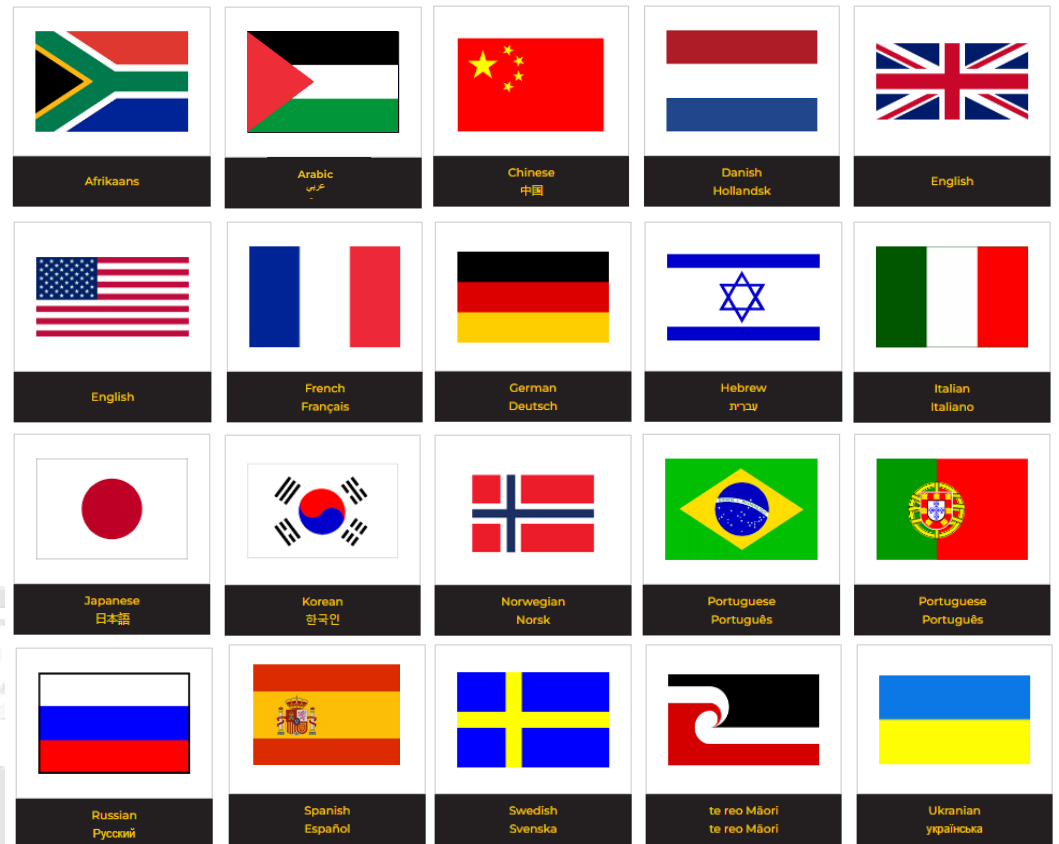 Afrikaans
Arabic
عربي
Chinese
中国
Danish
Hollandsk
English
English
French
Français
German
Deutsch
Hebrew
עברית
Italian
Italiano
Japanese
日本語
Korean
한국인
Norwegian
Norsk
Portuguese
Português
Portuguese
Português
Russian
Русский
Spanish
Español
Swedish
Svenska
te reo Māori
te reo Māori
Ukranian
українська